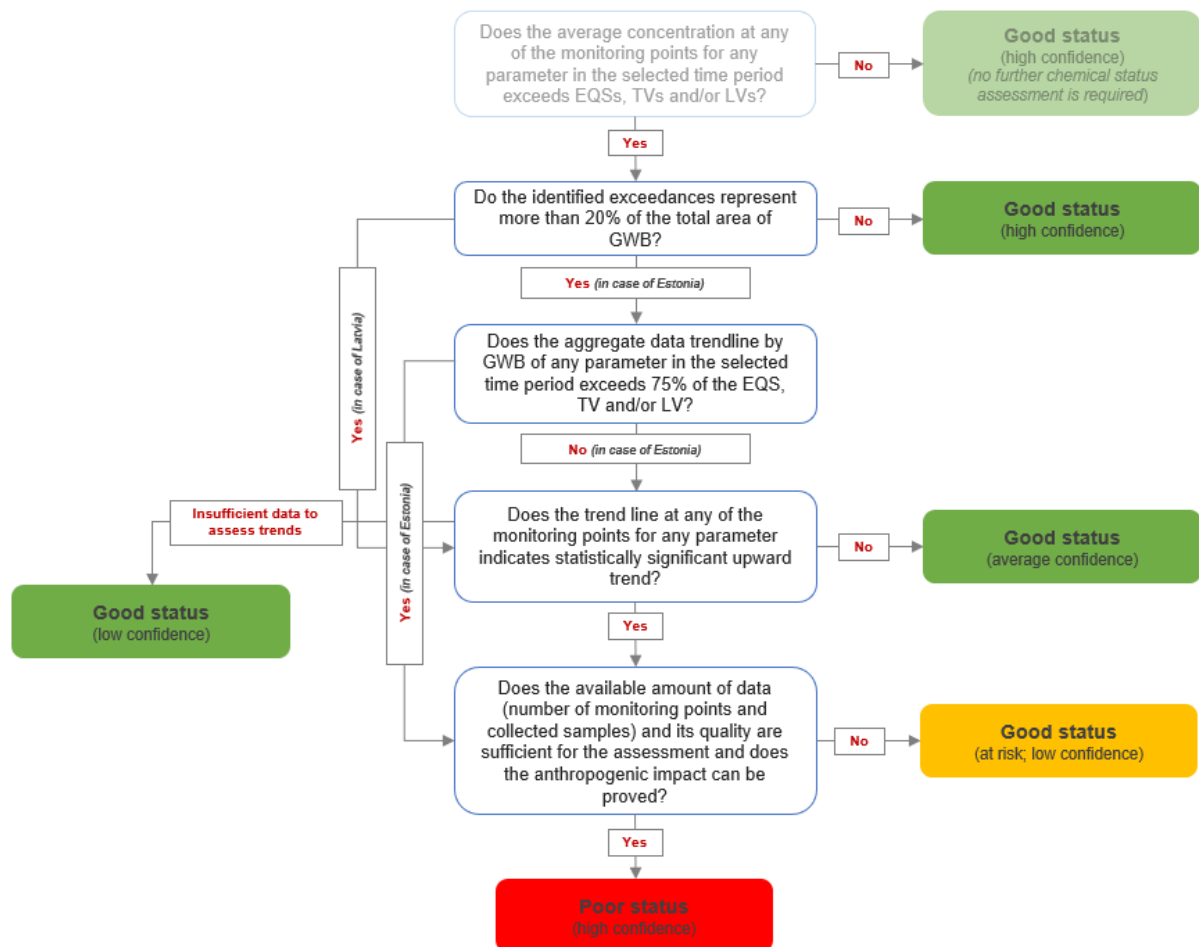 Does the average concentration at any
of the monitoring points for any
parameter in the selected time period
exceeds EQSs, TVs and/or LVs?
No
Good status
(high confidence)
(no further chemical status
assessment is required)
Yes
Do the identified exceedances represent
more than 20% of the total area of
GWB?
No
Good status
(high confidence)
Yes (in case of Estonia)
Yes (in case of Latvia)
Does the aggregate data trendline by
GWB of any parameter in the selected
time period exceeds 75% of the EQS,
TV and/or LV?
No (in case of Estonia)
Yes (in case of Estonia)
Insufficient data to
assess trends
Good status
(low confidence)
Does the trend line at any of the
monitoring points for any parameter
indicates statistically significant upward
trend?
No
Good status
(average confidence)
Yes
Does the available amount of data
(number of monitoring points and
collected samples) and its quality are
sufficient for the assessment and does
the anthropogenic impact can be
proved?
No
Good status
(at risk; low confidence)
Yes
Poor status
(high confidence)